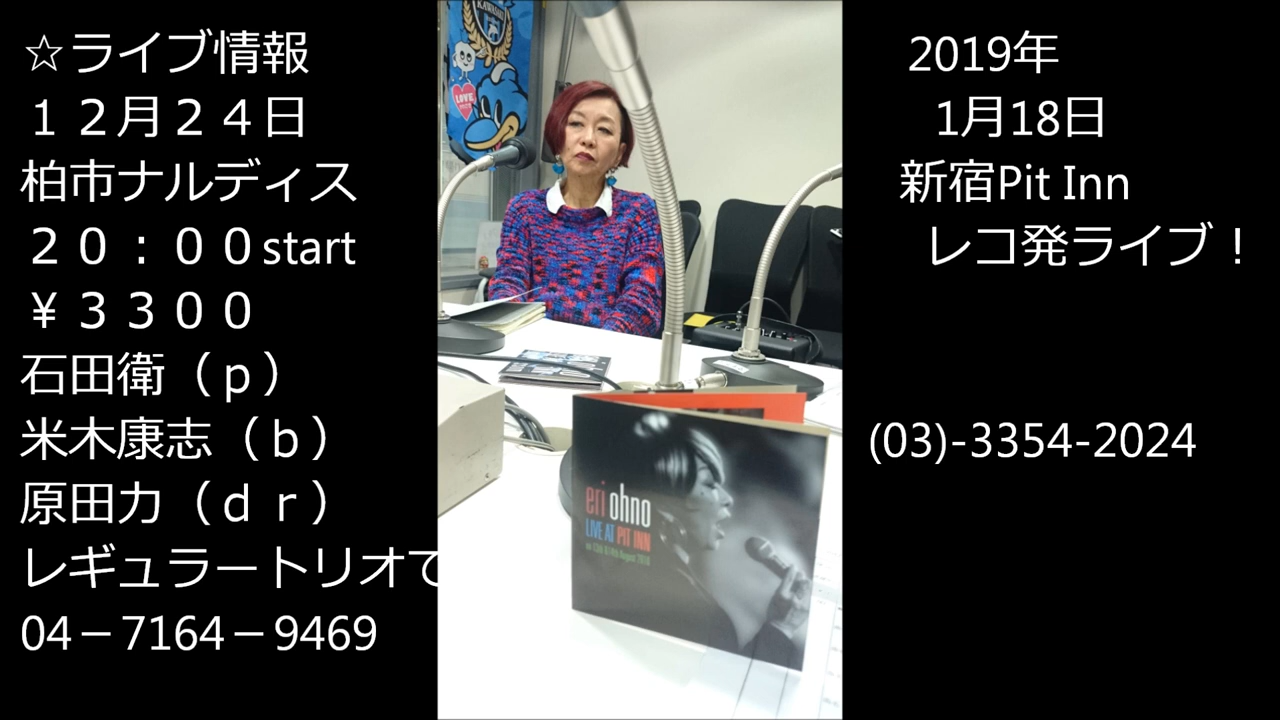 ☆ライブ情報
１２月２４日
柏市ナルディス
２０：００start
￥３３００
石田衛（ｐ）
米木康志（ｂ）
原田力（ｄｒ）
レギュラートリオで
04－7164－9469
KAWASAKI
LOVE
eri ohno
LIVE AT PIT INN
2019年
1月18日
新宿Pit Inn
レコ発ライブ！
(03)-3354-2024